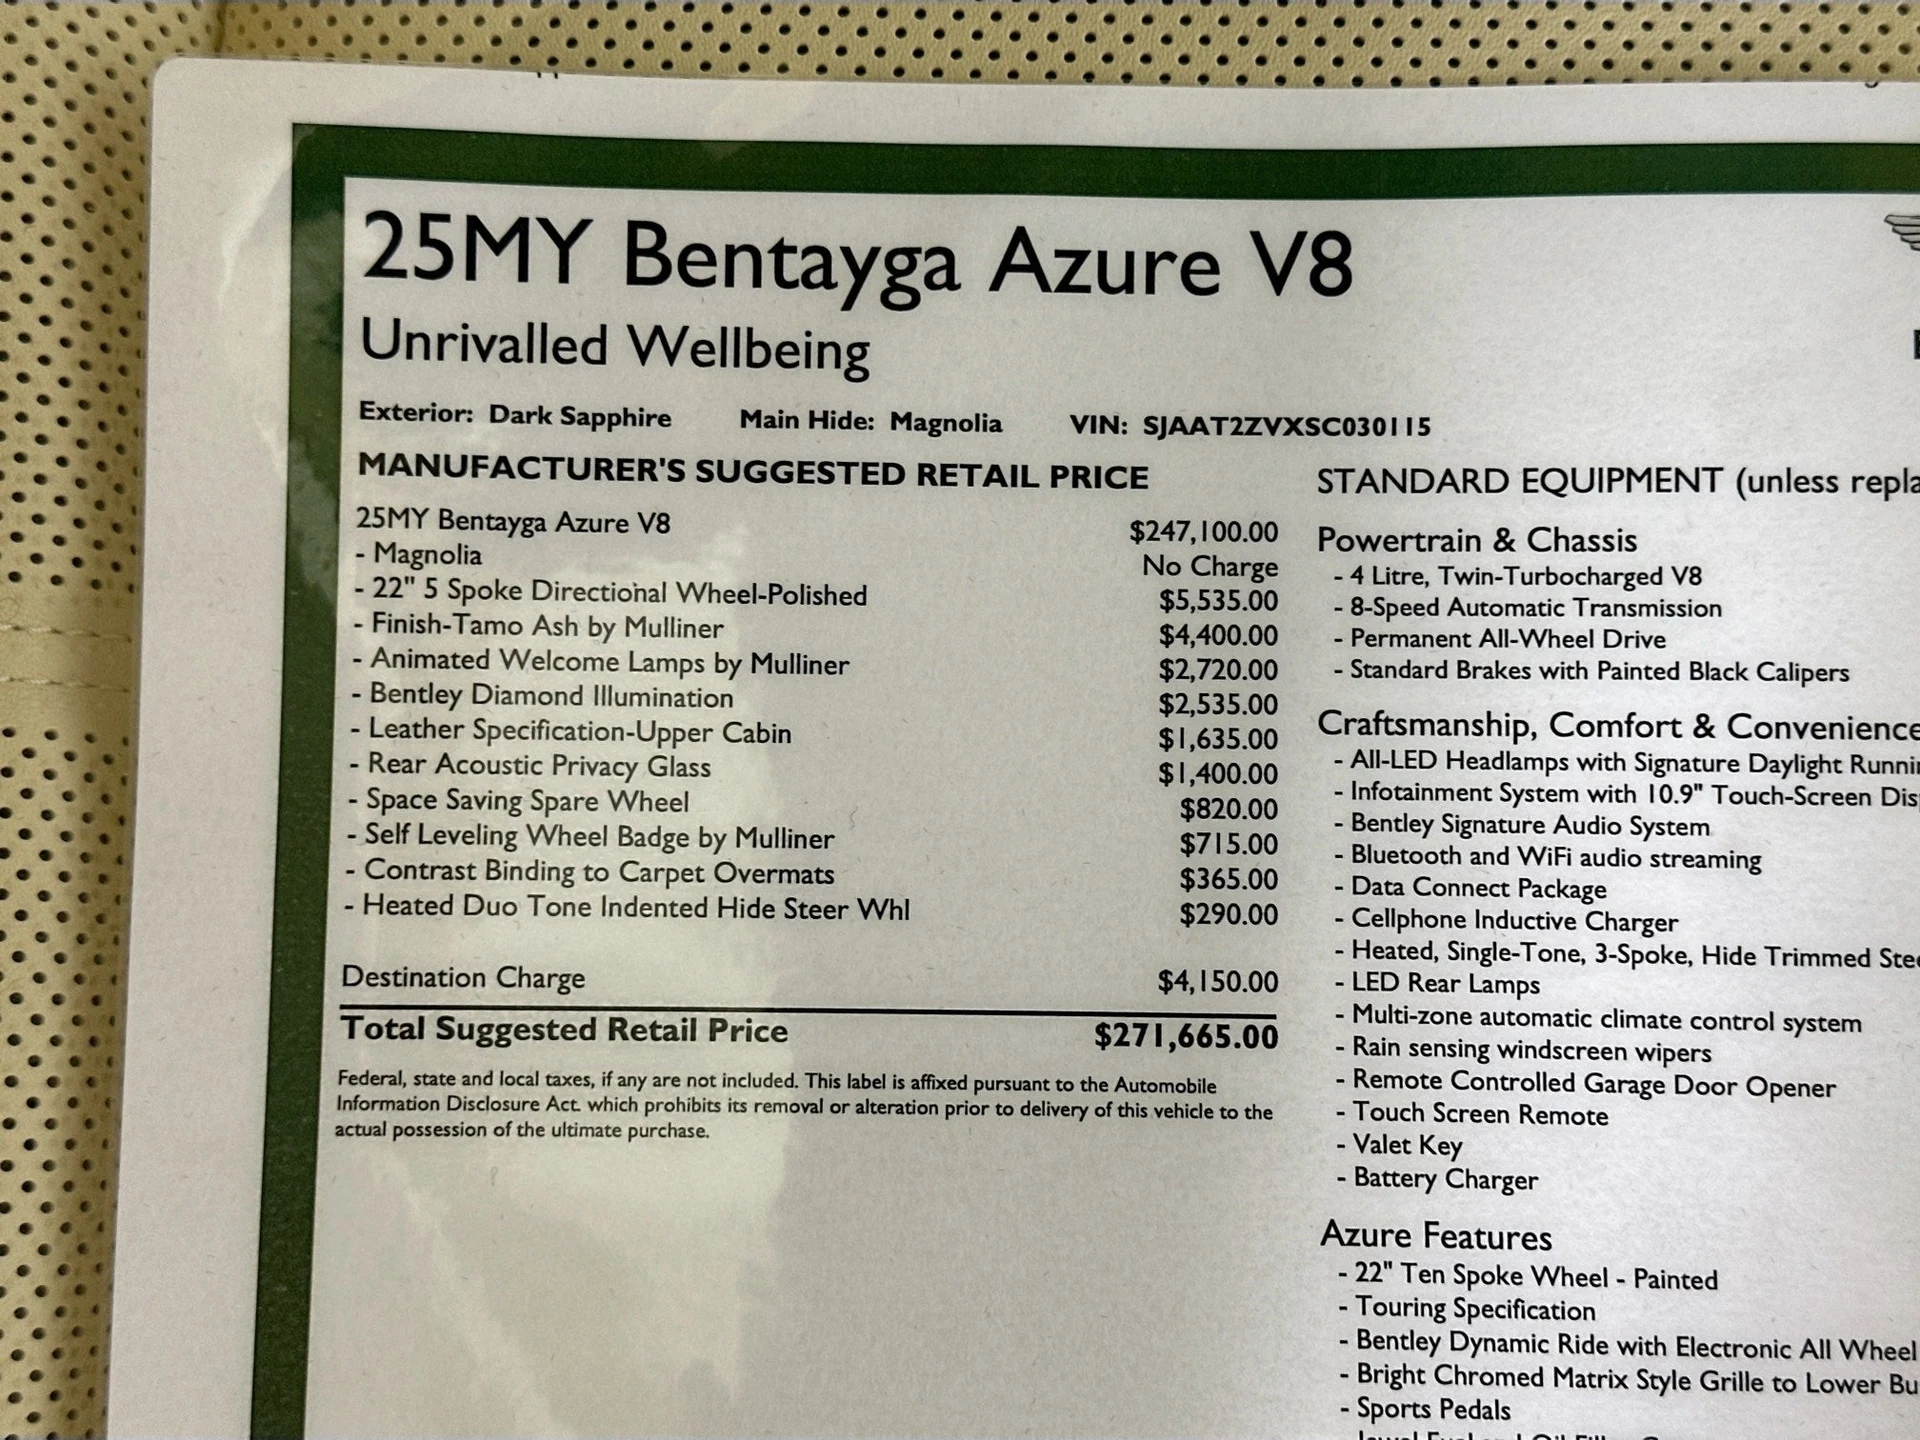 25MY Bentayga Azure V8
Unrivalled Wellbeing
Exterior: Dark Sapphire Main Hide: Magnolia VIN: SJAAT2ZVXSC030115
MANUFACTURER'S SUGGESTED RETAIL PRICE
25MY Bentayga Azure V8 $247,100.00
- Magnolia No Charge
- 22" 5 Spoke Directional Wheel-Polished $5,535.00
- Finish-Tamo Ash by Mulliner $4,400.00
- Animated Welcome Lamps by Mulliner $2,720.00
- Bentley Diamond Illumination $2,535.00
- Leather Specification-Upper Cabin $1,635.00
- Rear Acoustic Privacy Glass $1,400.00
- Space Saving Spare Wheel $820.00
- Self Leveling Wheel Badge by Mulliner $715.00
- Contrast Binding to Carpet Overmats $365.00
- Heated Duo Tone Indented Hide Steer Whl $290.00
Destination Charge $4,150.00
Total Suggested Retail Price $271,665.00
Federal, state and local taxes, if any are not included. This label is affixed pursuant to the Automobile
Information Disclosure Act. which prohibits its removal or alteration prior to delivery of this vehicle to the
actual possession of the ultimate purchase.
STANDARD EQUIPMENT (unless
Powertrain & Chassis
- 4 Litre, Twin-Turbocharged V8
- 8-Speed Automatic Transmission
- Permanent All-Wheel Drive
- Standard Brakes with Painted Black Calipers
Craftsmanship, Comfort & Convenience
- All-LED Headlamps with Signature Daylight
- Infotainment System with 10.9" Touch-Screen
- Bentley Signature Audio System
- Bluetooth and WiFi audio streaming
- Data Connect Package
- Cellphone Inductive Charger
- Heated, Single-Tone, 3-Spoke, Hide Trimmed
- LED Rear Lamps
- Multi-zone automatic climate control system
- Rain sensing windscreen wipers
- Remote Controlled Garage Door Opener
- Touch Screen Remote
- Valet Key
- Battery Charger
Azure Features
- 22" Ten Spoke Wheel - Painted
- Touring Specification
- Bentley Dynamic Ride with Electronic All Wheel
- Bright Chromed Matrix Style Grille to Lower
- Sports Pedals